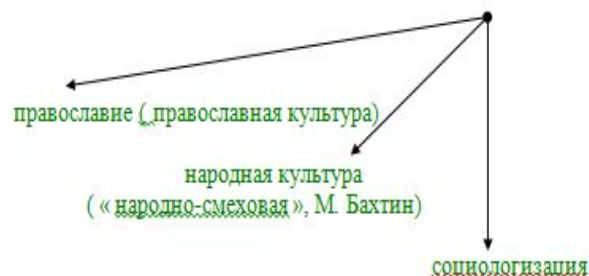 православие ( православная культура)
народная культура
( « народно-смеховая », М. Бахтин)
социологизация